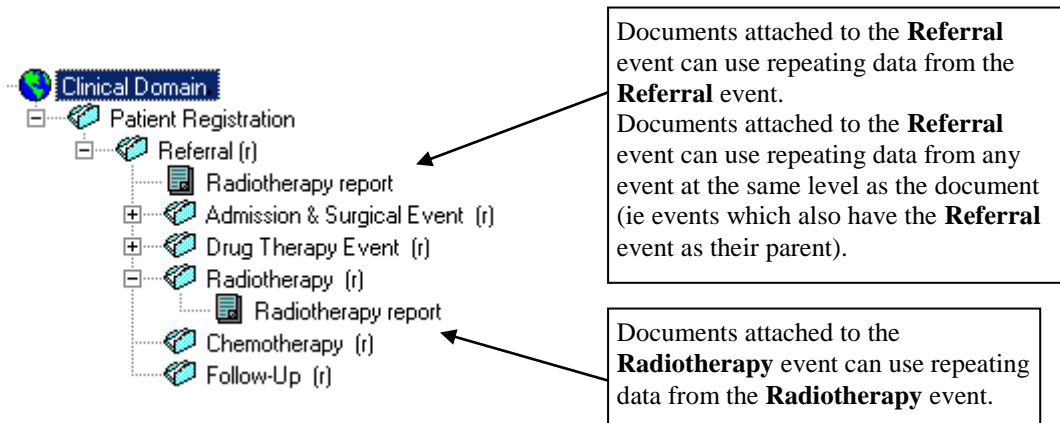 Clinical Domain.
Patient Registration
Referral (r)
Radiotherapy report
Admission & Surgical Event (r)
Drug Therapy Event (r)
Radiotherapy (r)
Radiotherapy report
Chemotherapy (r)
Follow-Up (r)
Documents attached to the Referral
event can use repeating data from the
Referral event.
Documents attached to the Referral
event can use repeating data from any
event at the same level as the document
(ie events which also have the Referral
event as their parent).
Documents attached to the
Radiotherapy event can use repeating
data from the Radiotherapy event.